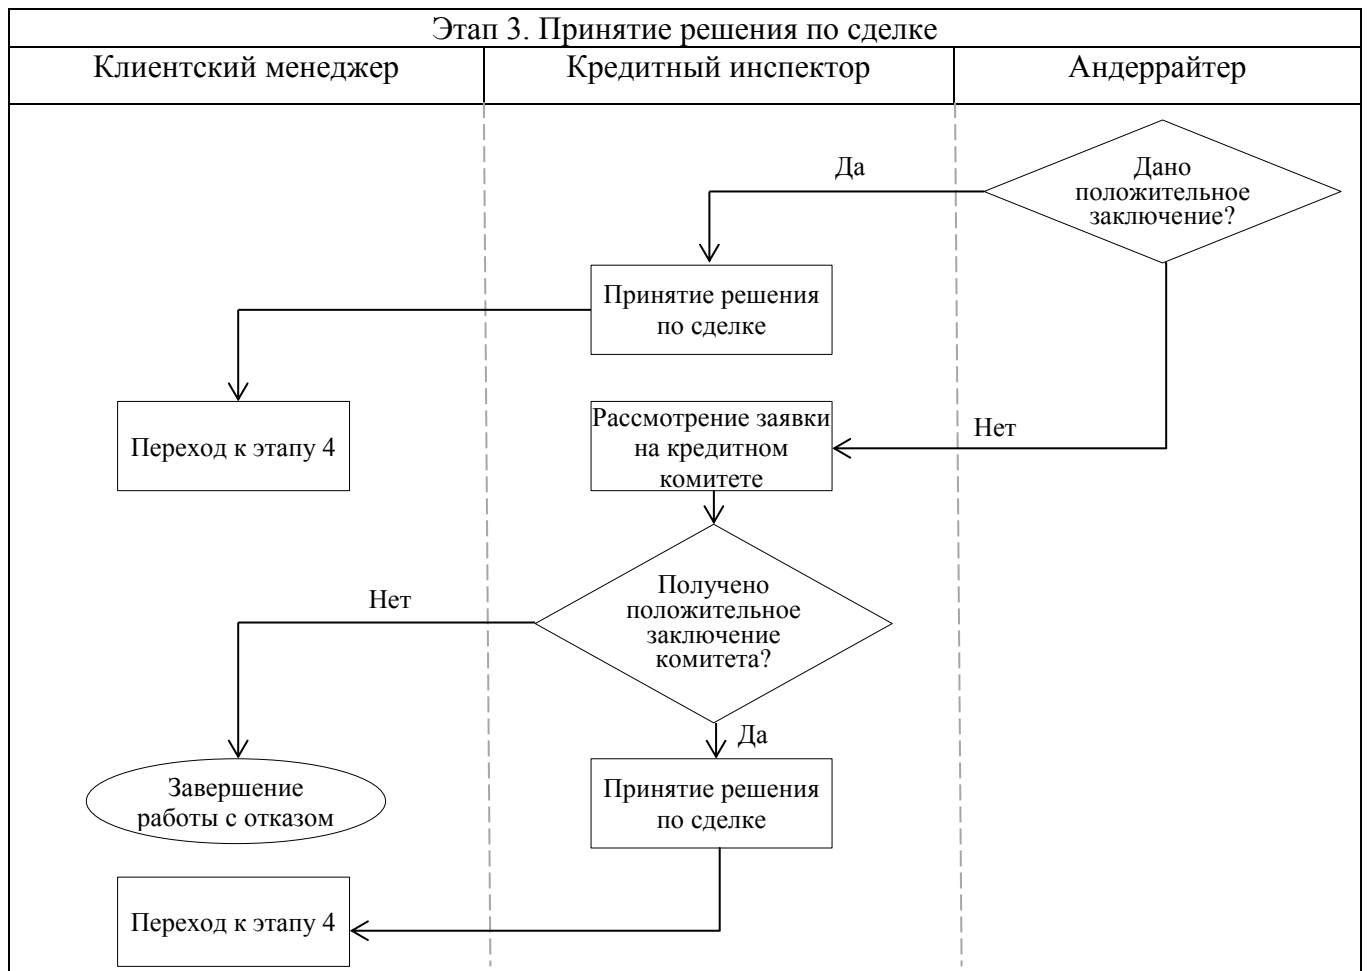 Этап 3. Принятие решения по сделке
Клиентский менеджер
Кредитный инспектор
Андеррайтер
Да
Дано
положительное
заключение?
Принятие решения
по сделке
Переход к этапу 4
Рассмотрение заявки
на кредитном
комитете
Нет
Нет
Получено
положительное
заключение
комитета?
Да
Завершение
работы с отказом
Принятие решения
по сделке
Переход к этапу 4